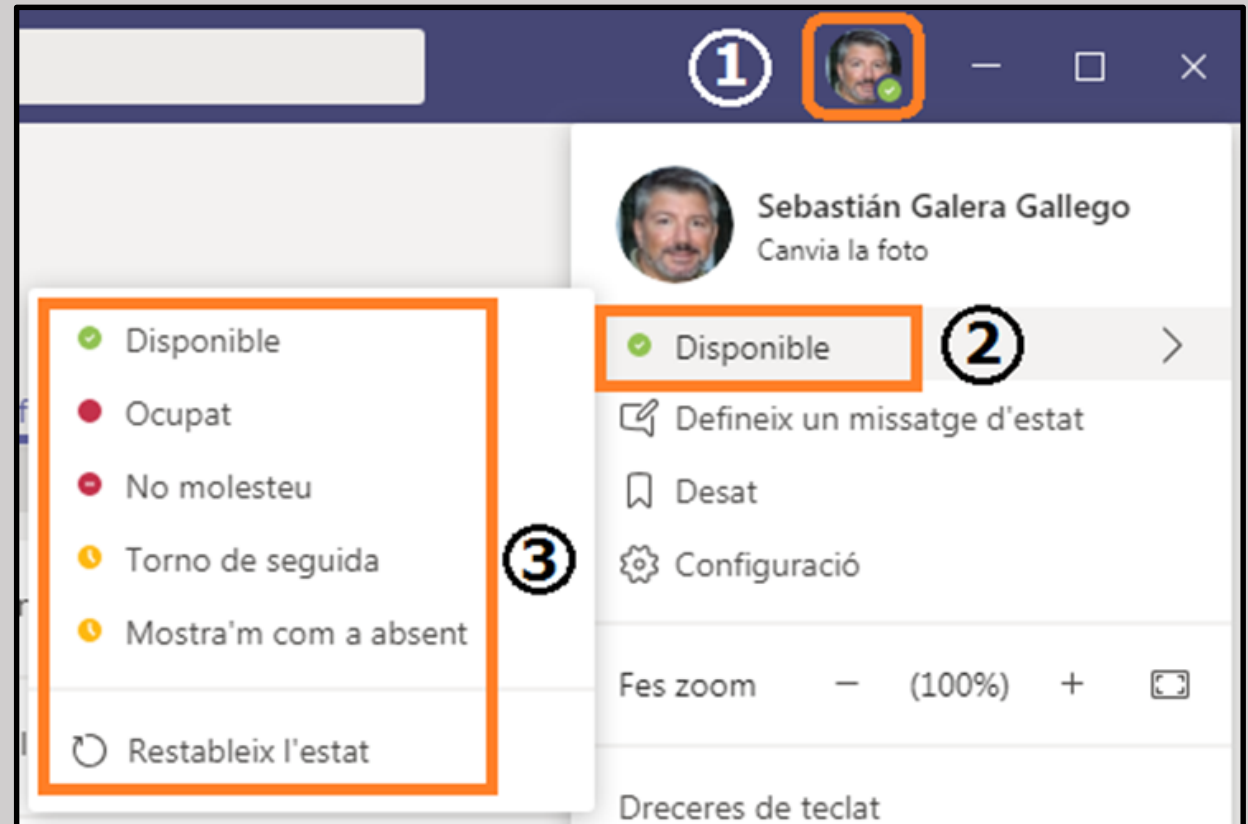 1
Sebastián Galera Gallego
Canvia la foto
Disponible
2
Defineix un missatge d'estat
Desat
Configuració
Fes zoom − (100%) +
Dreceres de teclat
Disponible
Ocupat
No molesteu
Torno de seguida
Mostra'm com a absent
Restableix l'estat
3